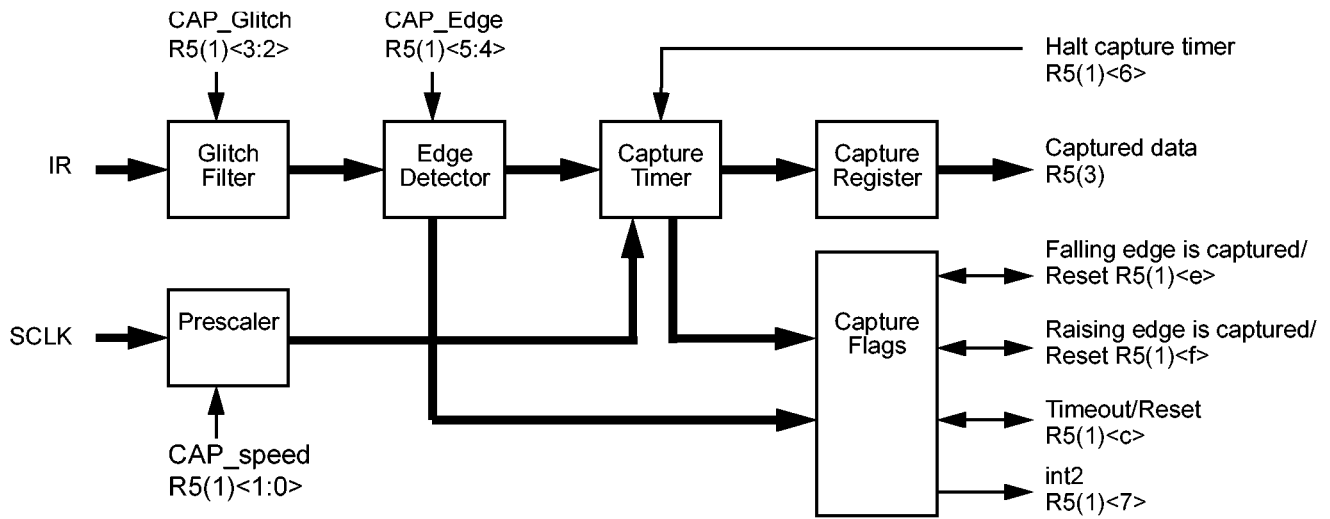 CAP_Glitch
R5(1)<3:2>
CAP_Edge
R5(1)<5:4>
Halt capture timer
R5(1)<6>
IR
Glitch
Filter
Edge
Detector
Capture
Timer
Capture
Register
Captured data
R5(3)
Falling edge is captured/
Reset R5(1)<e>
SCLK
Prescaler
Capture
Flags
Raising edge is captured/
Reset R5(1)<f>
Timeout/Reset
R5(1)<c>
CAP_speed
R5(1)<1:0>
int2
R5(1)<7>